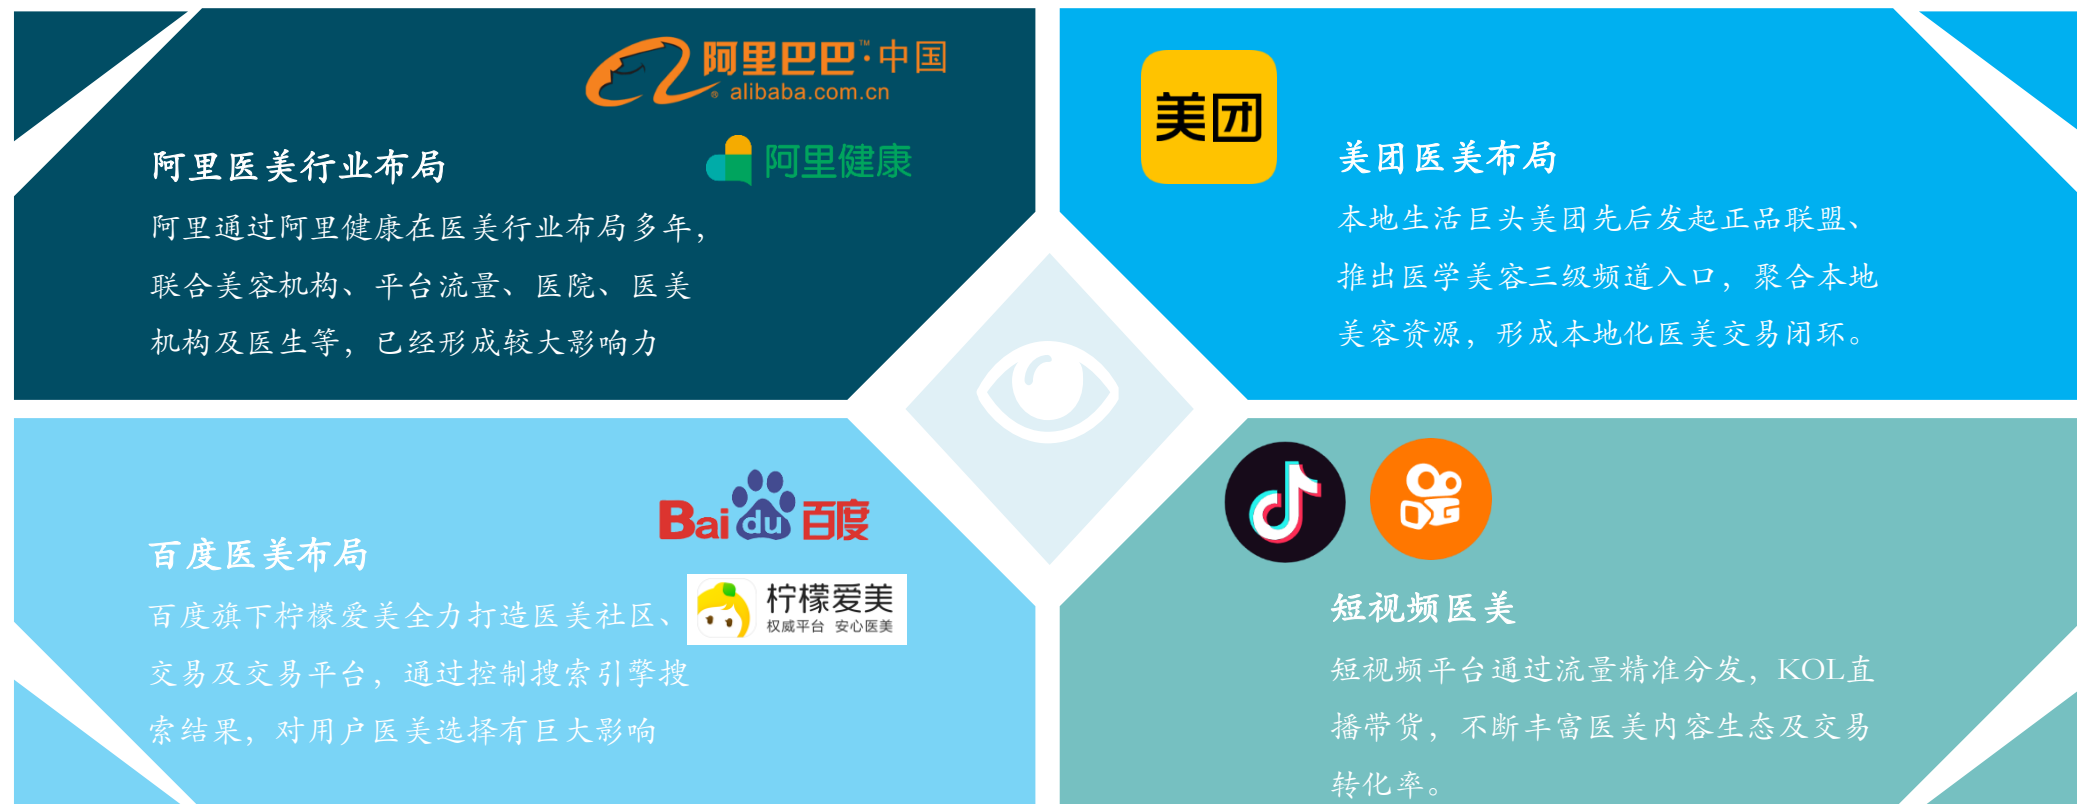 阿里巴巴™·中国
® alibaba.com.cn
阿里健康
阿里医美行业布局
阿里通过阿里健康在医美行业布局多年，
联合美容机构、平台流量、医院、医美
机构及医生等，已经形成较大影响力
美团
美团医美布局
本地生活巨头美团先后发起正品联盟、
推出医学美容三级频道入口，聚合本地
美容资源，形成本地化医美交易闭环。
Bai du 百度
柠檬爱美
权威平台 安心医美
百度医美布局
百度旗下柠檬爱美全力打造医美社区、
交易及交易平台，通过控制搜索引擎搜
索结果，对用户医美选择有巨大影响
短视频医美
短视频平台通过流量精准分发，KOL直
播带货，不断丰富医美内容生态及交易
转化率。